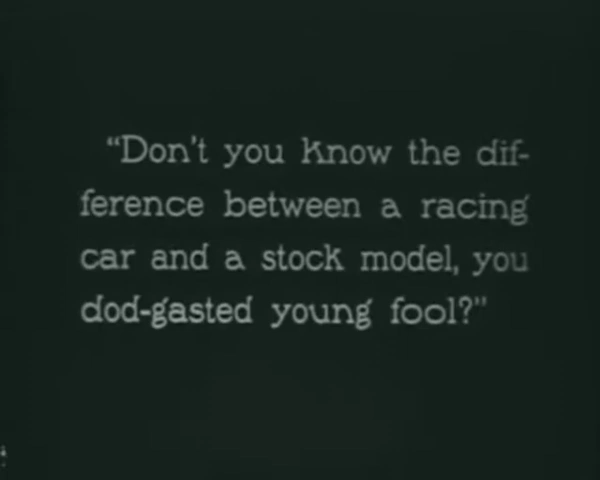 “Don't you know the dif-
ference between a racing
car and a stock model, you
dod-gasted young fool?”